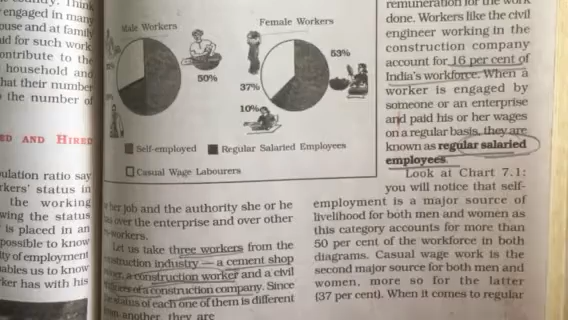 Think
engaged in many
ouse and at family
id for such work
ontribute to the
household and
hat their number
the number of
ED AND HIRED
ulation ratio say
rkers' status in
the working
wing the status
is placed in an
possible to know
ity of employment
ables us to know
rker has with his
Male Workers
Female Workers
50%
53%
37%
10%
Self-employed
Regular Salaried Employees
Casual Wage Labourers
her job and the authority she or he
has over the enterprise and over other
co-workers.
Let us take three workers from the
construction industry — a cement shop
owner, a construction worker and a civil
engineer of a construction company. Since
the status of each one of them is different
from another, they are
remuneration for the work
done. Workers like the civil
engineer working in the
construction company
account for 16 per cent of
India's workforce. When a
worker is engaged by
someone or an enterprise
and paid his or her wages
on a regular basis, they are
known as regular salaried
employees.
Look at Chart 7.1:
you will notice that self-
employment is a major source of
livelihood for both men and women as
this category accounts for more than
50 per cent of the workforce in both
diagrams. Casual wage work is the
second major source for both men and
women, more so for the latter
(37 per cent). When it comes to regular